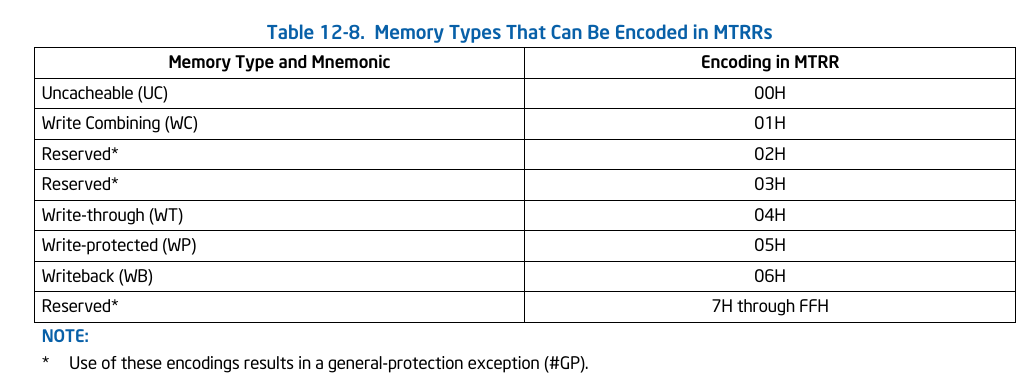 Table 12-8. Memory Types That Can Be Encoded in MTRRs
Memory Type and Mnemonic Encoding in MTRR
Uncacheable (UC) 00H
Write Combining (WC) 01H
Reserved* 02H
Reserved* 03H
Write-through (WT) 04H
Write-protected (WP) 05H
Writeback (WB) 06H
Reserved* 7H through FFH
NOTE:
* Use of these encodings results in a general-protection exception (#GP).